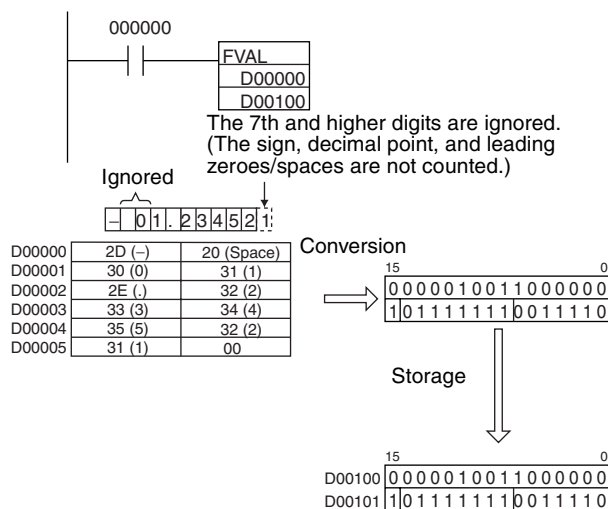 000000
FVAL
D00000
D00100
The 7th and higher digits are ignored.
(The sign, decimal point, and leading
zeroes/spaces are not counted.)
Ignored
– 0 1 . 2 3 4 5 2 1
D00000 2D (–) 20 (Space)
D00001 30 (0) 31 (1)
D00002 2E (.) 32 (2)
D00003 33 (3) 34 (4)
D00004 35 (5) 32 (2)
D00005 31 (1) 00
Conversion
15 0
0 0 0 0 0 1 0 0 1 1 0 0 0 0 0 0
1 0 1 1 1 1 1 1 1 0 0 1 1 1 1 0
Storage
15 0
D00100 0 0 0 0 0 1 0 0 1 1 0 0 0 0 0 0
D00101 1 0 1 1 1 1 1 1 1 0 0 1 1 1 1 0